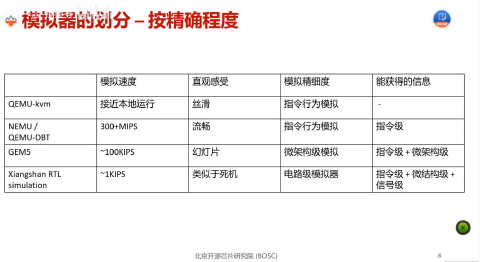 模拟器的划分 – 按精确程度
模拟速度 直观感受 模拟精细度 能获得的信息
QEMU-kvm 接近本地运行 丝滑 指令行为模拟 -
NEMU / QEMU-DBT 300+MIPS 流畅 指令行为模拟 指令级
GEM5 ~100KIPS 幻灯片 微架构级模拟 指令级 + 微架构级
Xiangshan RTL simulation ~1KIPS 类似于死机 电路级模拟器 指令级 + 微结构级 + 信号级
北京开源芯片研究院 (BOSC)
8